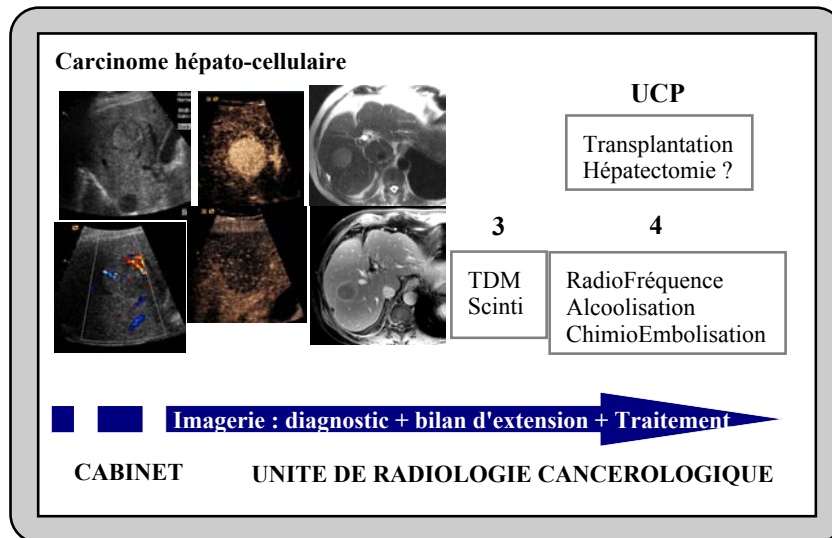 Carcinome hépato-cellulaire
UCP
Transplantation
Hépatectomie ?
3
4
TDM
Scinti
RadioFréquence
Alcoolisation
ChimioEmbolisation
Imagerie : diagnostic + bilan d'extension + Traitement
CABINET
UNITE DE RADIOLOGIE CANCEROLOGIQUE